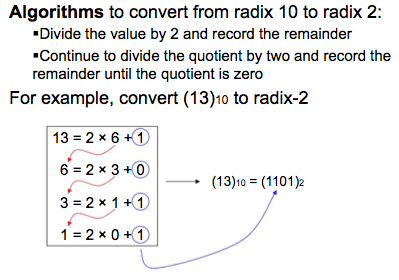 Algorithms to convert from radix 10 to radix 2:
▪Divide the value by 2 and record the remainder
▪Continue to divide the quotient by two and record the
remainder until the quotient is zero
For example, convert (13)₁₀ to radix-2
13 = 2 × 6 + 1
6 = 2 × 3 + 0
3 = 2 × 1 + 1
1 = 2 × 0 + 1
(13)₁₀ = (1101)₂